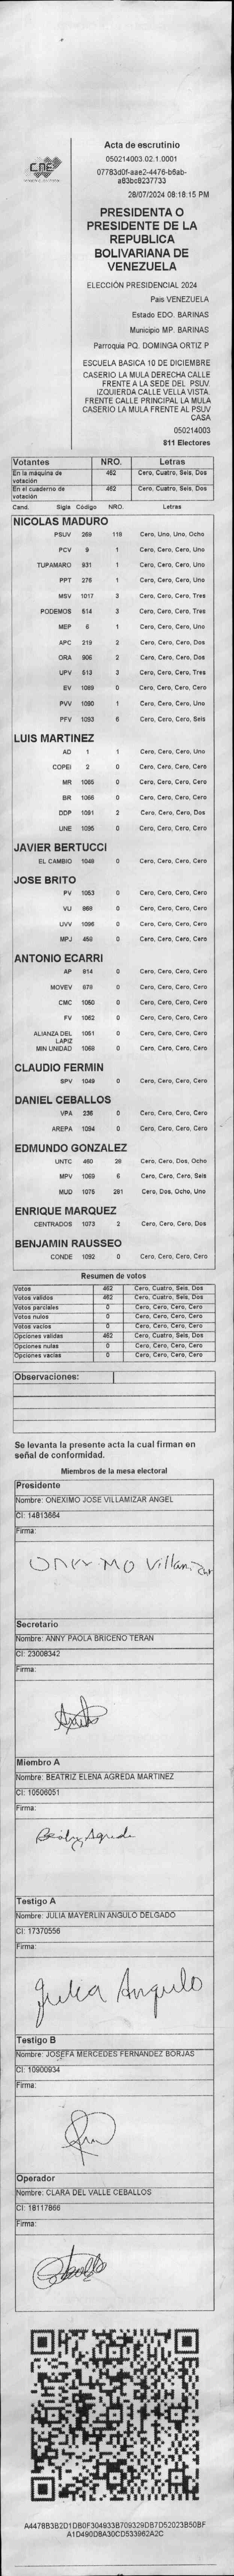 CNE
Acta de escrutinio
050214003.02.1.0001
07783d0f-aae2-4476-b6ab-
a83bc8237733
28/07/2024 08:18:15 PM
PRESIDENTA O
PRESIDENTE DE LA
REPUBLICA
BOLIVARIANA DE
VENEZUELA
ELECCIÓN PRESIDENCIAL 2024
Pais VENEZUELA
Estado EDO. BARINAS
Municipio MP. BARINAS
Parroquia PQ. DOMINGA ORTIZ P
ESCUELA BASICA 10 DE DICIEMBRE
CASERIO LA MULA DERECHA CALLE
FRENTE A LA SEDE DEL PSUV.
IZQUIERDA CALLE VELLA VISTA.
FRENTE CALLE PRINCIPAL LA MULA
CASERIO LA MULA FRENTE AL PSUV
CASA
050214003
811 Electores
Votantes NRO. Letras
En la máquina de votación 462 Cero, Cuatro, Seis, Dos
En el cuaderno de votación 462 Cero, Cuatro, Seis, Dos
Cand. Sigla Código NRO. Letras
NICOLAS MADURO
PSUV 269 118 Cero, Uno, Uno, Ocho
PCV 9 1 Cero, Cero, Cero, Uno
TUPAMARO 931 1 Cero, Cero, Cero, Uno
PPT 276 1 Cero, Cero, Cero, Uno
MSV 1017 3 Cero, Cero, Cero, Tres
PODEMOS 514 3 Cero, Cero, Cero, Tres
MEP 6 1 Cero, Cero, Cero, Uno
APC 219 2 Cero, Cero, Cero, Dos
ORA 906 2 Cero, Cero, Cero, Dos
UPV 513 3 Cero, Cero, Cero, Tres
EV 1089 0 Cero, Cero, Cero, Cero
PVV 1090 1 Cero, Cero, Cero, Uno
PFV 1093 6 Cero, Cero, Cero, Seis
LUIS MARTINEZ
AD 1 1 Cero, Cero, Cero, Uno
COPEI 2 0 Cero, Cero, Cero, Cero
MR 1065 0 Cero, Cero, Cero, Cero
BR 1066 0 Cero, Cero, Cero, Cero
DDP 1091 2 Cero, Cero, Cero, Dos
UNE 1095 0 Cero, Cero, Cero, Cero
JAVIER BERTUCCI
EL CAMBIO 1048 0 Cero, Cero, Cero, Cero
JOSE BRITO
PV 1053 0 Cero, Cero, Cero, Cero
VU 868 0 Cero, Cero, Cero, Cero
UVV 1096 0 Cero, Cero, Cero, Cero
MPJ 459 0 Cero, Cero, Cero, Cero
ANTONIO ECARRI
AP 814 0 Cero, Cero, Cero, Cero
MOVEV 878 0 Cero, Cero, Cero, Cero
CMC 1050 0 Cero, Cero, Cero, Cero
FV 1062 0 Cero, Cero, Cero, Cero
ALIANZA DEL LAPIZ 1051 0 Cero, Cero, Cero, Cero
MIN UNIDAD 1068 0 Cero, Cero, Cero, Cero
CLAUDIO FERMIN
SPV 1049 0 Cero, Cero, Cero, Cero
DANIEL CEBALLOS
VPA 236 0 Cero, Cero, Cero, Cero
AREPA 1094 0 Cero, Cero, Cero, Cero
EDMUNDO GONZALEZ
UNTC 460 28 Cero, Cero, Dos, Ocho
MPV 1069 6 Cero, Cero, Cero, Seis
MUD 1075 281 Cero, Dos, Ocho, Uno
ENRIQUE MARQUEZ
CENTRADOS 1073 2 Cero, Cero, Cero, Dos
BENJAMIN RAUSSEO
CONDE 1092 0 Cero, Cero, Cero, Cero
Resumen de votos
Votos 462 Cero, Cuatro, Seis, Dos
Votos validos 462 Cero, Cuatro, Seis, Dos
Votos parciales 0 Cero, Cero, Cero, Cero
Votos nulos 0 Cero, Cero, Cero, Cero
Votos vacíos 0 Cero, Cero, Cero, Cero
Opciones validas 462 Cero, Cuatro, Seis, Dos
Opciones nulas 0 Cero, Cero, Cero, Cero
Opciones vacías 0 Cero, Cero, Cero, Cero
Observaciones:
Se levanta la presente acta la cual firman en
señal de conformidad.
Miembros de la mesa electoral
Presidente
Nombre: ONEXIMO JOSE VILLAMIZAR ANGEL
CI: 14813664
Firma:
Onexi MO Villamizar
Secretario
Nombre: ANNY PAOLA BRICEÑO TERAN
CI: 23008342
Firma:
Miembro A
Nombre: BEATRIZ ELENA AGREDA MARTINEZ
CI: 10506051
Firma:
Beatriz Agreda
Testigo A
Nombre: JULIA MAYERLIN ANGULO DELGADO
CI: 17370556
Firma:
Julia Angulo
Testigo B
Nombre: JOSEFA MERCEDES FERNANDEZ BORJAS
CI: 10900934
Firma:
Operador
Nombre: CLARA DEL VALLE CEBALLOS
CI: 18117866
Firma:
A4478B3B2D1DB0F304933B709329DB7D52023B50BF
A1D490DBA30CD533962A2C